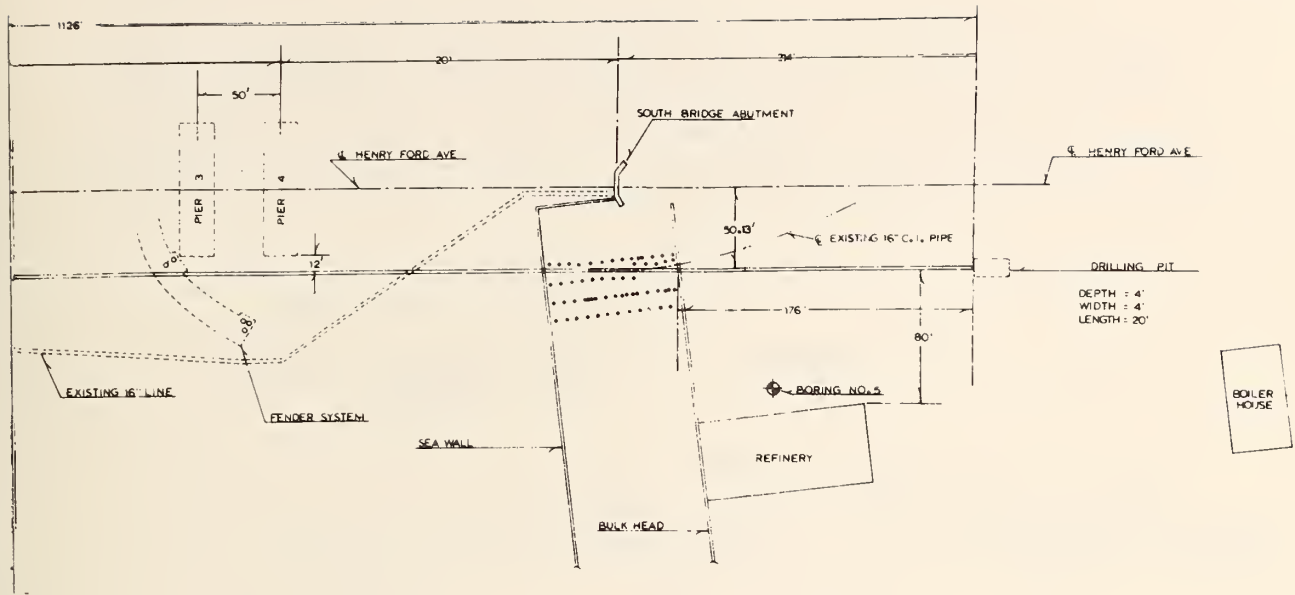 1126'
20'
50'
SOUTH BRIDGE ABUTMENT
℄ HENRY FORD AVE
℄ HENRY FORD AVE
PIER 3
PIER 4
50.13'
℄ EXISTING 16" C.I. PIPE
12'
DRILLING PIT
DEPTH = 4'
WIDTH = 4'
LENGTH = 20'
176
80'
EXISTING 16" LINE
FENDER SYSTEM
BORING NO. 5
BOILER
HOUSE
SEA WALL
REFINERY
BULK HEAD